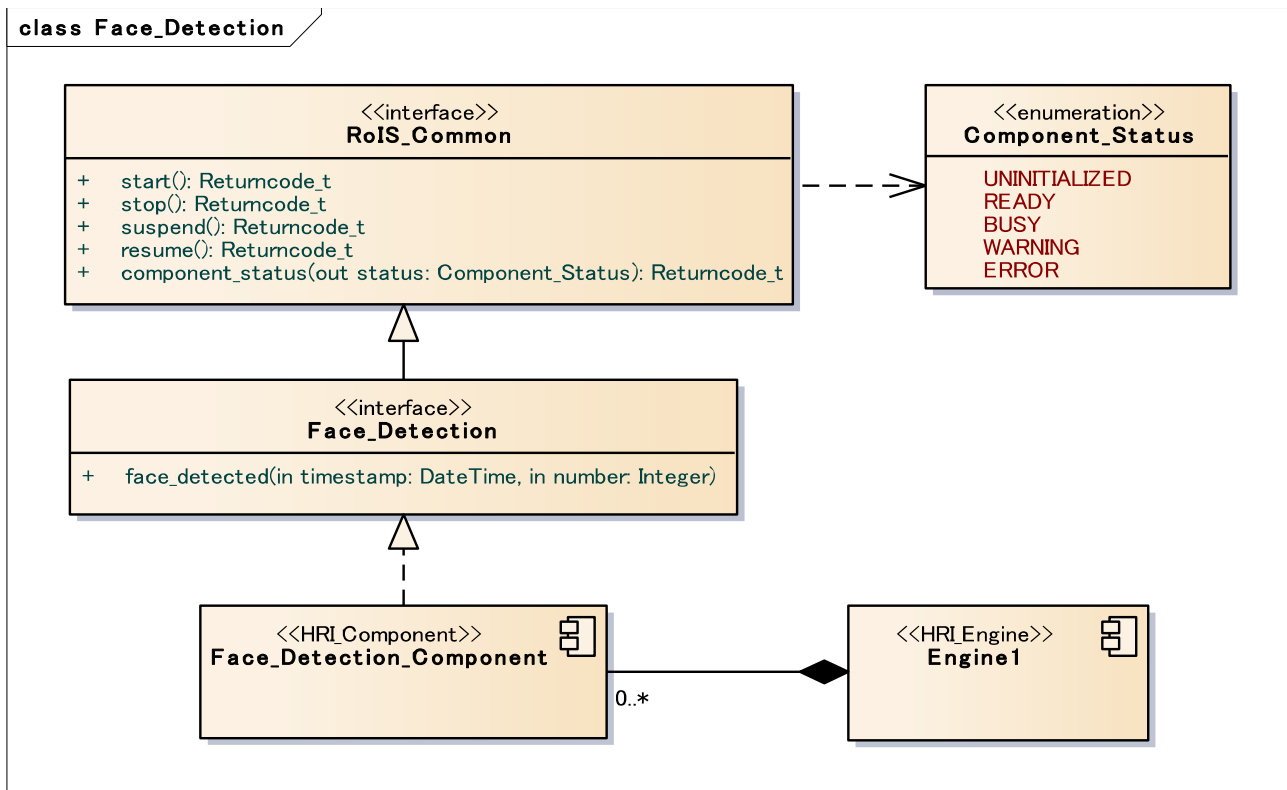 class Face_Detection
<<interface>>
RoIS_Common
+ start(): Returncode_t
+ stop(): Returncode_t
+ suspend(): Returncode_t
+ resume(): Returncode_t
+ component_status(out status: Component_Status): Returncode_t
<<enumeration>>
Component_Status
UNINITIALIZED
READY
BUSY
WARNING
ERROR
<<interface>>
Face_Detection
+ face_detected(in timestamp: DateTime, in number: Integer)
<<HRI_Component>>
Face_Detection_Component
0..*
<<HRI_Engine>>
Engine1